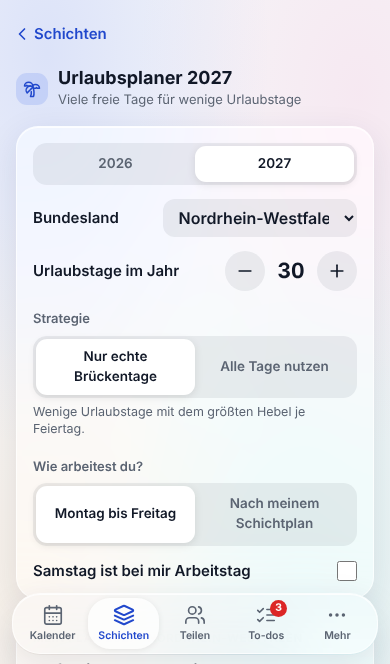 Schichten
Urlaubsplaner 2027
Viele freie Tage für wenige Urlaubstage
2026
2027
Bundesland
Nordrhein-Westfale
Urlaubstage im Jahr
30
Strategie
Nur echte
Brückentage
Alle Tage nutzen
Wenige Urlaubstage mit dem größten Hebel je
Feiertag.
Wie arbeitest du?
Montag bis Freitag
Nach meinem
Schichtplan
Samstag ist bei mir Arbeitstag
3
Kalender
Schichten
Teilen
To-dos
Mehr